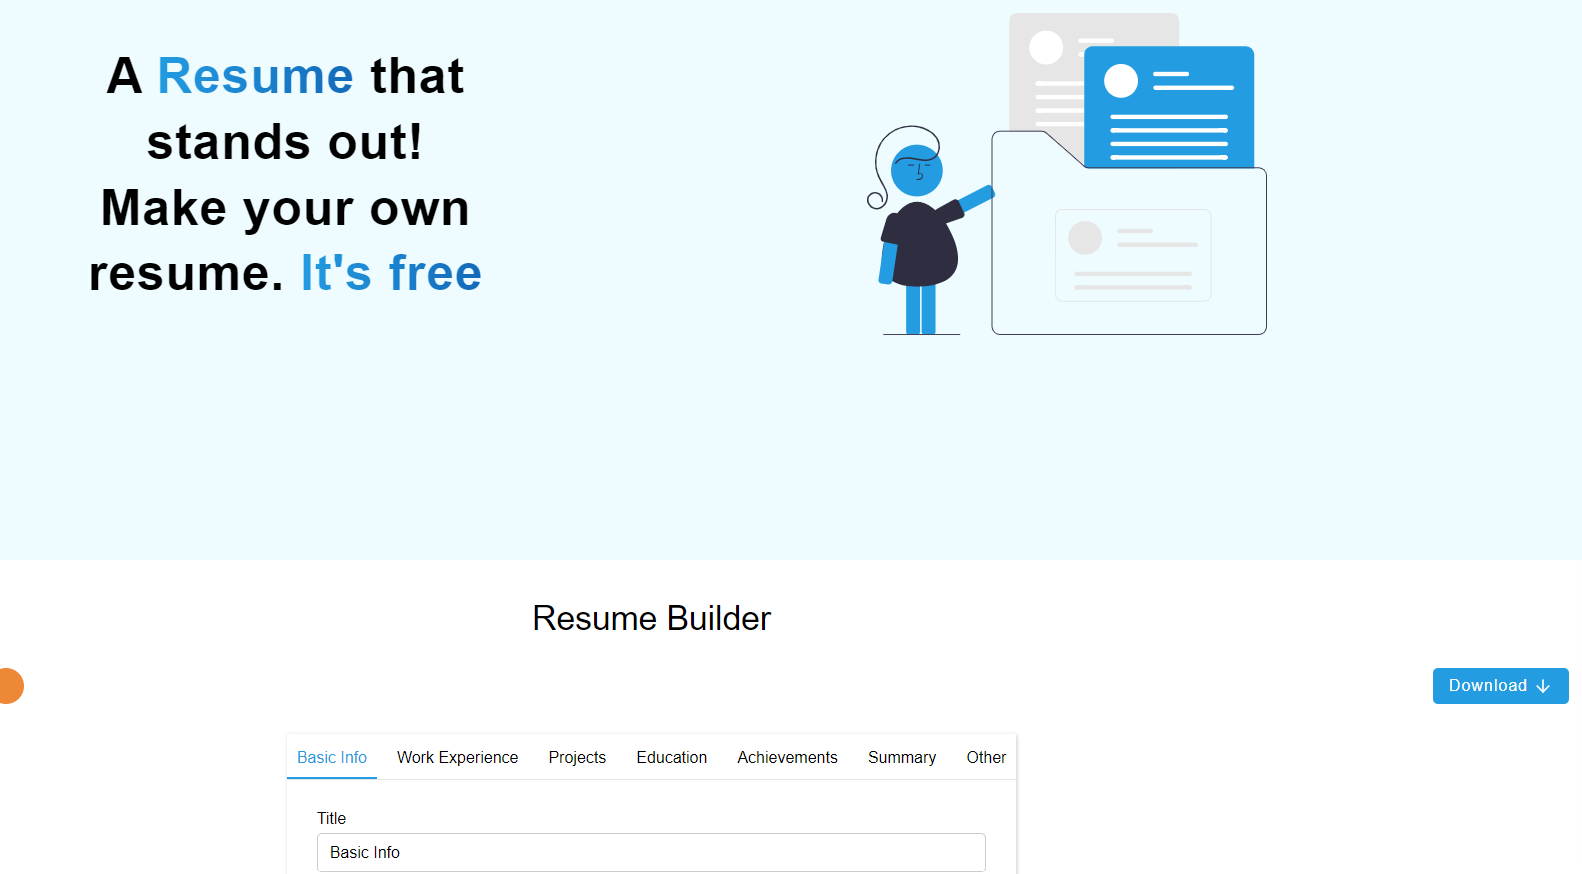 A Resume that
stands out!
Make your own
resume. It's free
Resume Builder
Download
Basic Info Work Experience Projects Education Achievements Summary Other
Title
Basic Info